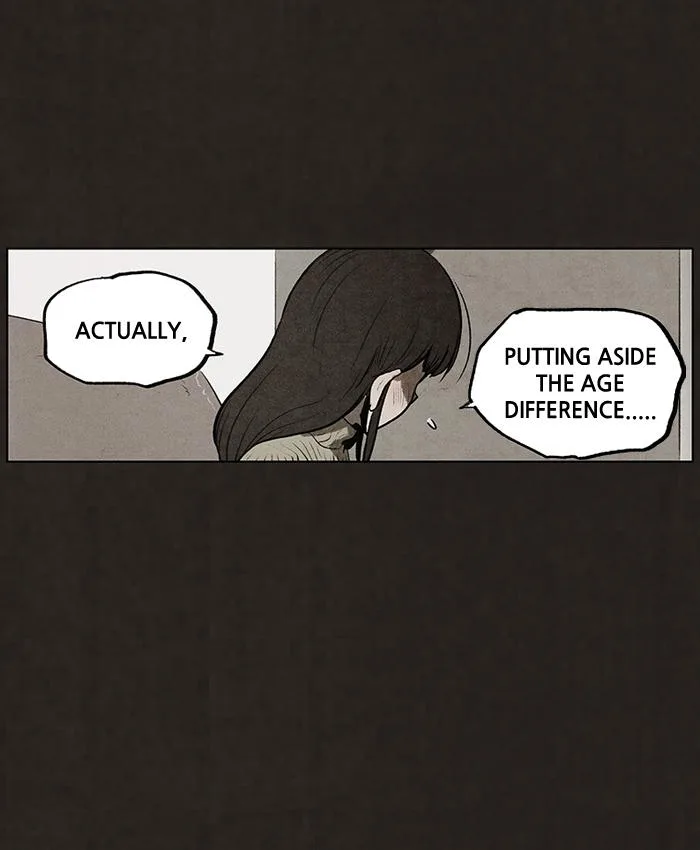 ACTUALLY,
PUTTING ASIDE
THE AGE
DIFFERENCE.....